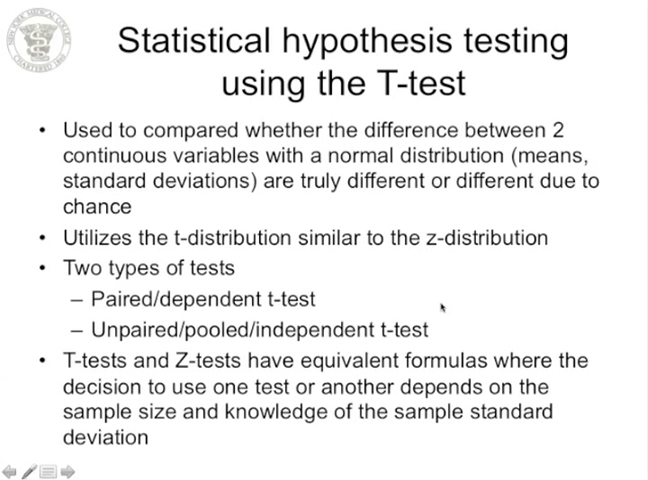 Statistical hypothesis testing
using the T-test
• Used to compared whether the difference between 2
continuous variables with a normal distribution (means,
standard deviations) are truly different or different due to
chance
• Utilizes the t-distribution similar to the z-distribution
• Two types of tests
– Paired/dependent t-test
– Unpaired/pooled/independent t-test
• T-tests and Z-tests have equivalent formulas where the
decision to use one test or another depends on the
sample size and knowledge of the sample standard
deviation